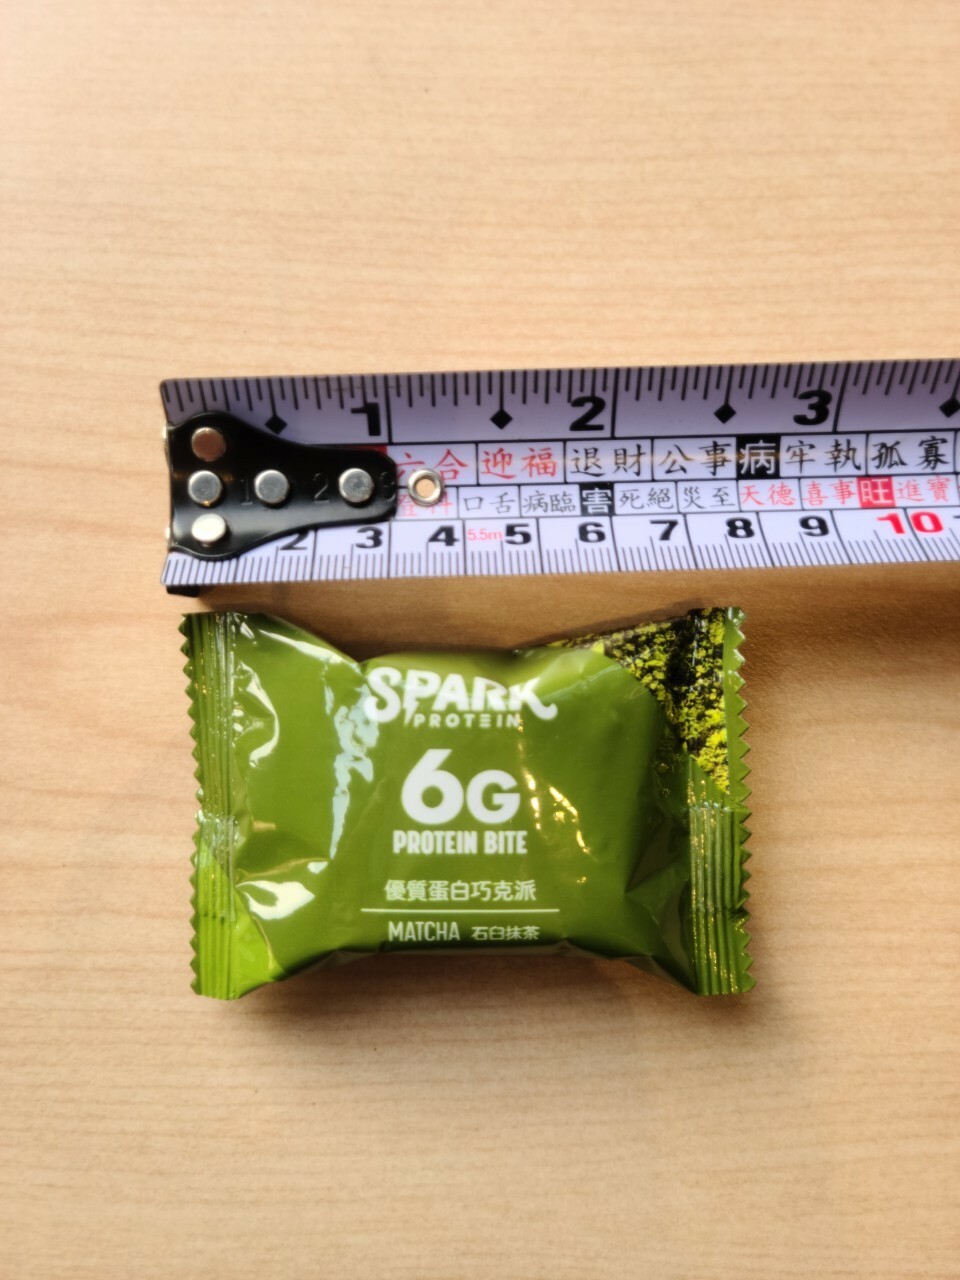 1 2 3
六合 迎福 退財 公事 病 牢執 孤寡
口舌 病臨 害 死絕 災至 天德 喜事 旺 進寶
2 3 4 5.5m 5 6 7 8 9 10
SPARK
PROTEIN
6G
PROTEIN BITE
優質蛋白巧克派
MATCHA 石臼抹茶